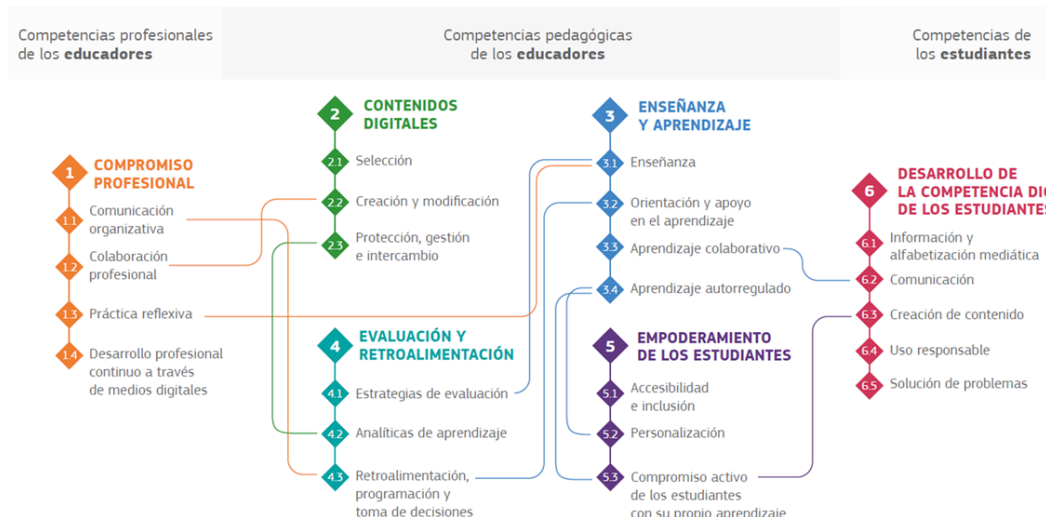 Competencias profesionales
de los educadores
Competencias pedagógicas
de los educadores
Competencias de
los estudiantes
1
COMPROMISO
PROFESIONAL
1.1
Comunicación
organizativa
1.2
Colaboración
profesional
1.3
Práctica reflexiva
1.4
Desarrollo profesional
continuo a través
de medios digitales
2
CONTENIDOS
DIGITALES
2.1
Selección
2.2
Creación y modificación
2.3
Protección, gestión
e intercambio
4
EVALUACIÓN Y
RETROALIMENTACIÓN
4.1
Estrategias de evaluación
4.2
Analíticas de aprendizaje
4.3
Retroalimentación,
programación y
toma de decisiones
3
ENSEÑANZA
Y APRENDIZAJE
3.1
Enseñanza
3.2
Orientación y apoyo
en el aprendizaje
3.3
Aprendizaje colaborativo
3.4
Aprendizaje autorregulado
5
EMPODERAMIENTO
DE LOS ESTUDIANTES
5.1
Accesibilidad
e inclusión
5.2
Personalización
5.3
Compromiso activo
de los estudiantes
con su propio aprendizaje
6
DESARROLLO DE
LA COMPETENCIA DIG
DE LOS ESTUDIANTES
6.1
Información y
alfabetización mediática
6.2
Comunicación
6.3
Creación de contenido
6.4
Uso responsable
6.5
Solución de problemas